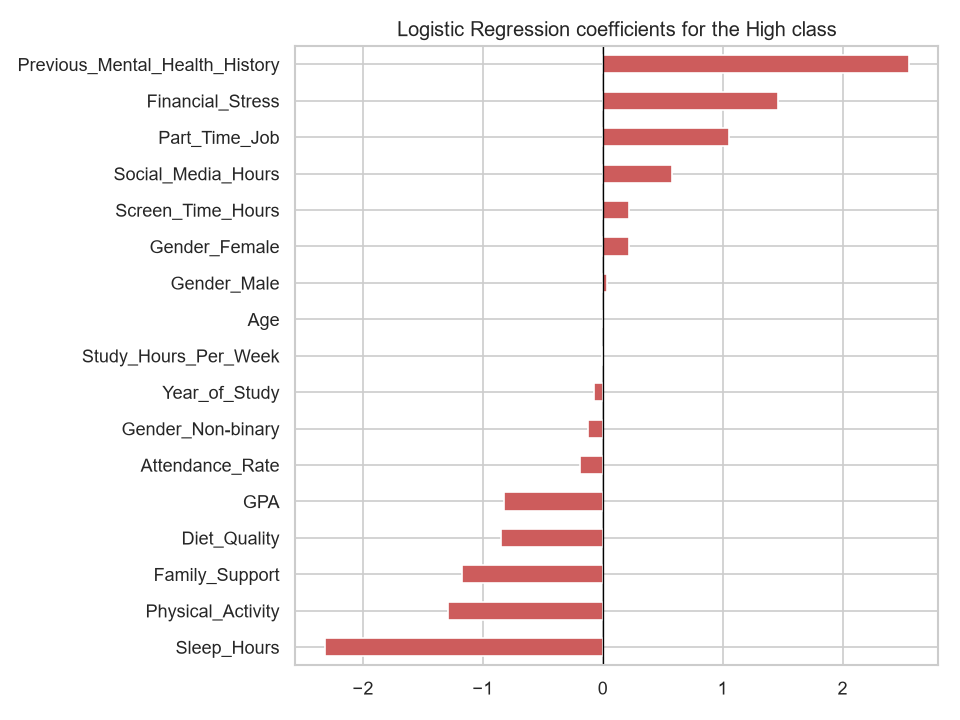 Logistic Regression coefficients for the High class
Previous_Mental_Health_History
Financial_Stress
Part_Time_Job
Social_Media_Hours
Screen_Time_Hours
Gender_Female
Gender_Male
Age
Study_Hours_Per_Week
Year_of_Study
Gender_Non-binary
Attendance_Rate
GPA
Diet_Quality
Family_Support
Physical_Activity
Sleep_Hours
−2 −1 0 1 2